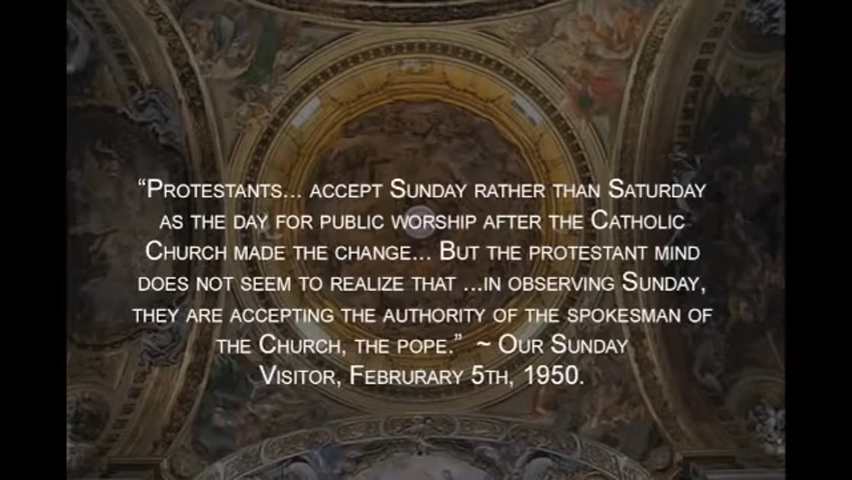 “Protestants... accept Sunday rather than Saturday
as the day for public worship after the Catholic
Church made the change... But the protestant mind
does not seem to realize that ...in observing Sunday,
they are accepting the authority of the spokesman of
the Church, the pope.” ~ Our Sunday
Visitor, Februrary 5th, 1950.